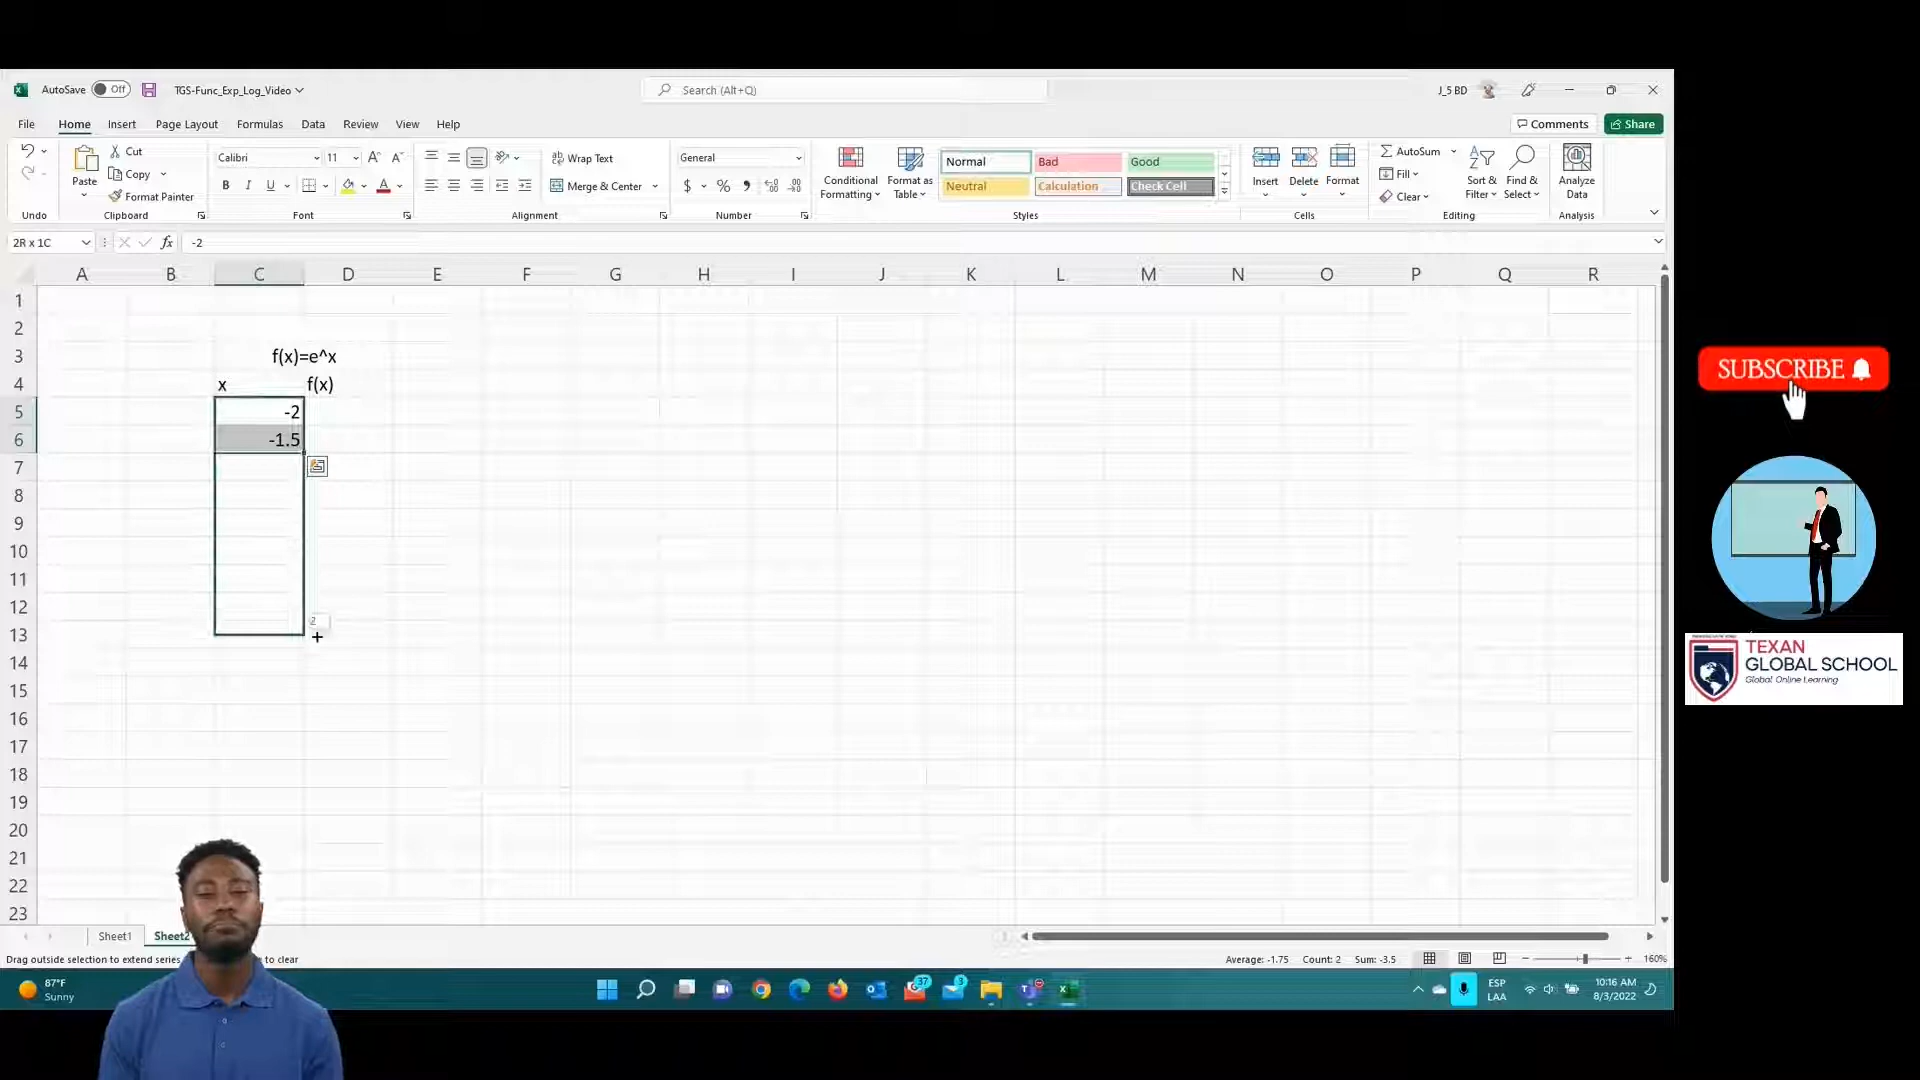 AutoSave Off TGS-Func_Exp_Log_Video Search (Alt+Q) J_5 BD
File Home Insert Page Layout Formulas Data Review View Help Comments Share
Undo
Paste
Cut
Copy
Format Painter
Clipboard
Calibri 11
B I U A
Font
Wrap Text
Merge & Center
Alignment
General
$ % ,
Number
Conditional Formatting
Format as Table
Normal Bad Good
Neutral Calculation Check Cell
Styles
Insert Delete Format
Cells
AutoSum
Fill
Clear
Sort & Filter
Find & Select
Editing
Analyze Data
Analysis
2R x 1C fx -2
A B C D E F G H I J K L M N O P Q R
1
2
3 f(x)=e^x
4 x f(x)
5 -2
6 -1.5
7
8
9
10
11
12 2
13
14
15
16
17
18
19
20
21
22
23
Sheet1 Sheet2
Drag outside selection to extend series to clear
Average: -1.75 Count: 2 Sum: -3.5 160%
87°F
Sunny
37 3
ESP
LAA
10:16 AM
8/3/2022
SUBSCRIBE
TEXAN
GLOBAL SCHOOL
Global Online Learning